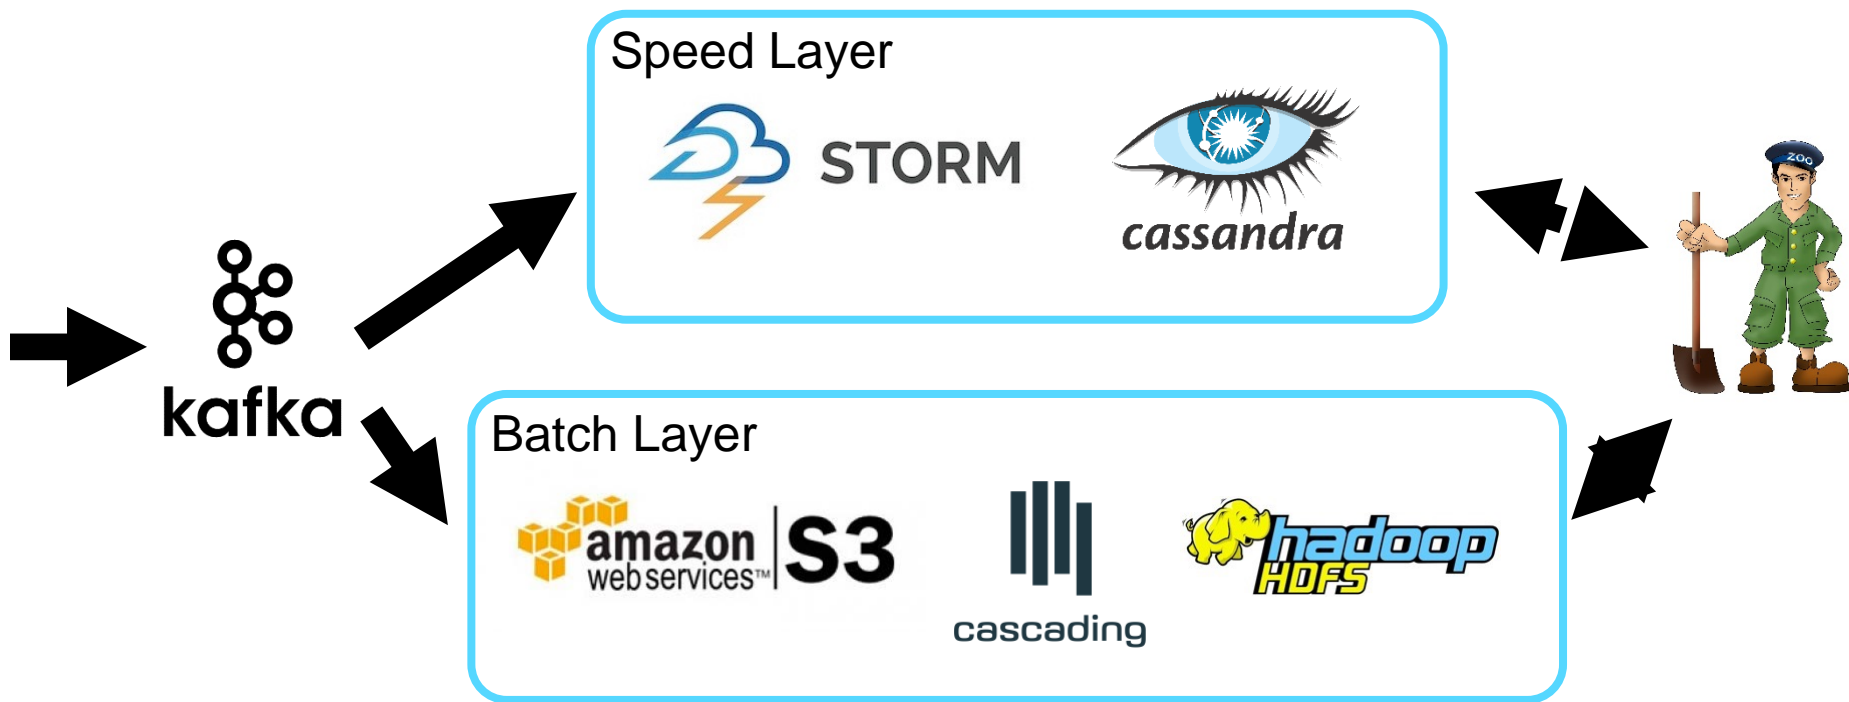 Speed Layer
STORM
cassandra
ZOO
kafka
Batch Layer
amazon
web services™
S3
cascading
hadoop
HDFS